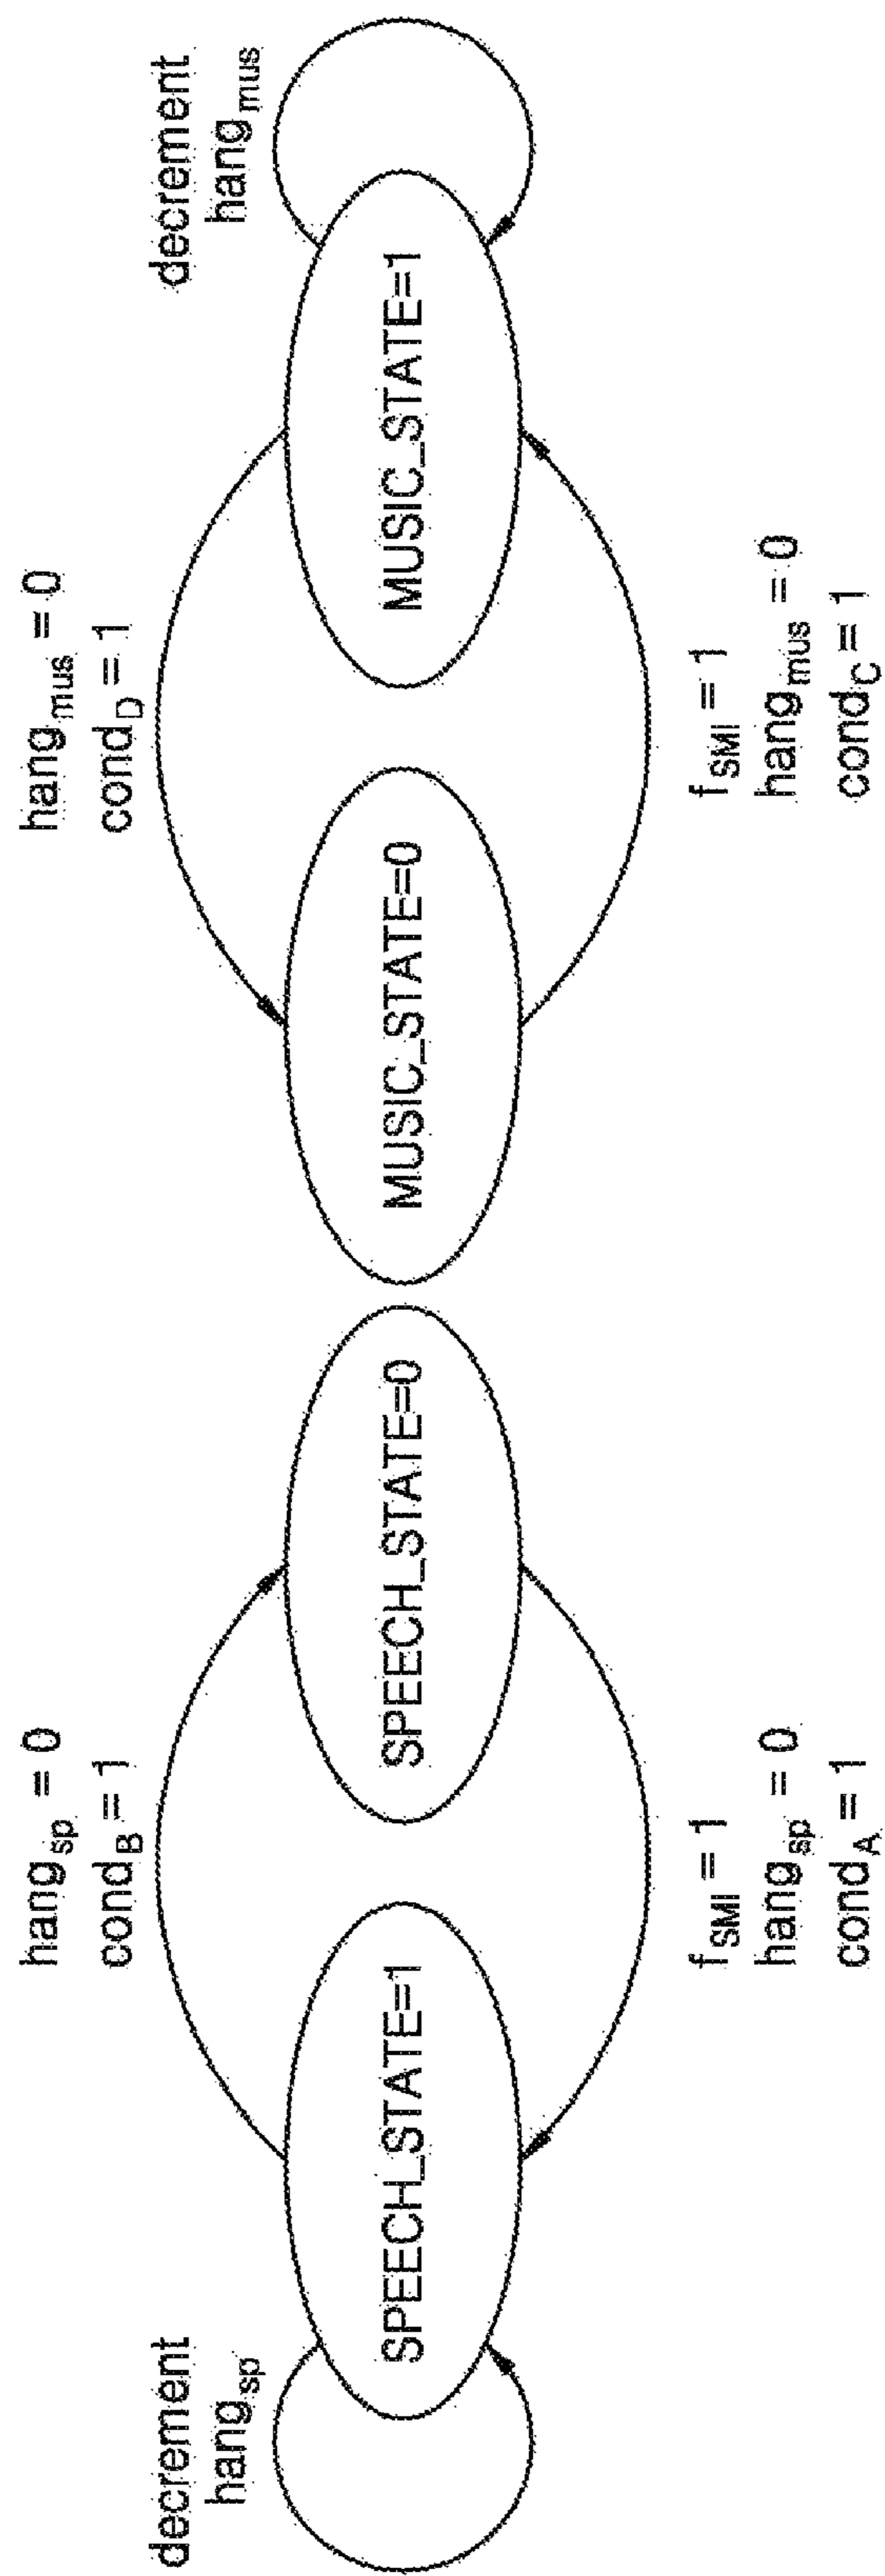 decrement
hang_sp
hang_sp = 0
cond_B = 1
SPEECH_STATE=1
SPEECH_STATE=0
f_SMI = 1
hang_sp = 0
cond_A = 1
hang_mus = 0
cond_D = 1
decrement
hang_mus
MUSIC_STATE=0
MUSIC_STATE=1
f_SMI = 1
hang_mus = 0
cond_C = 1